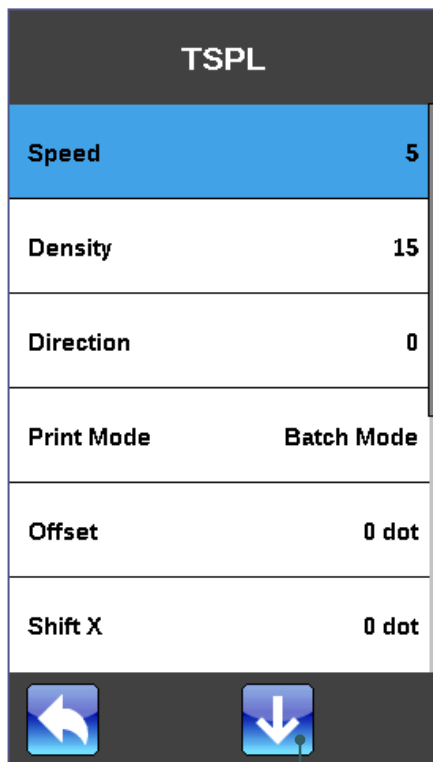 TSPL
Speed 5
Density 15
Direction 0
Print Mode Batch Mode
Offset 0 dot
Shift X 0 dot